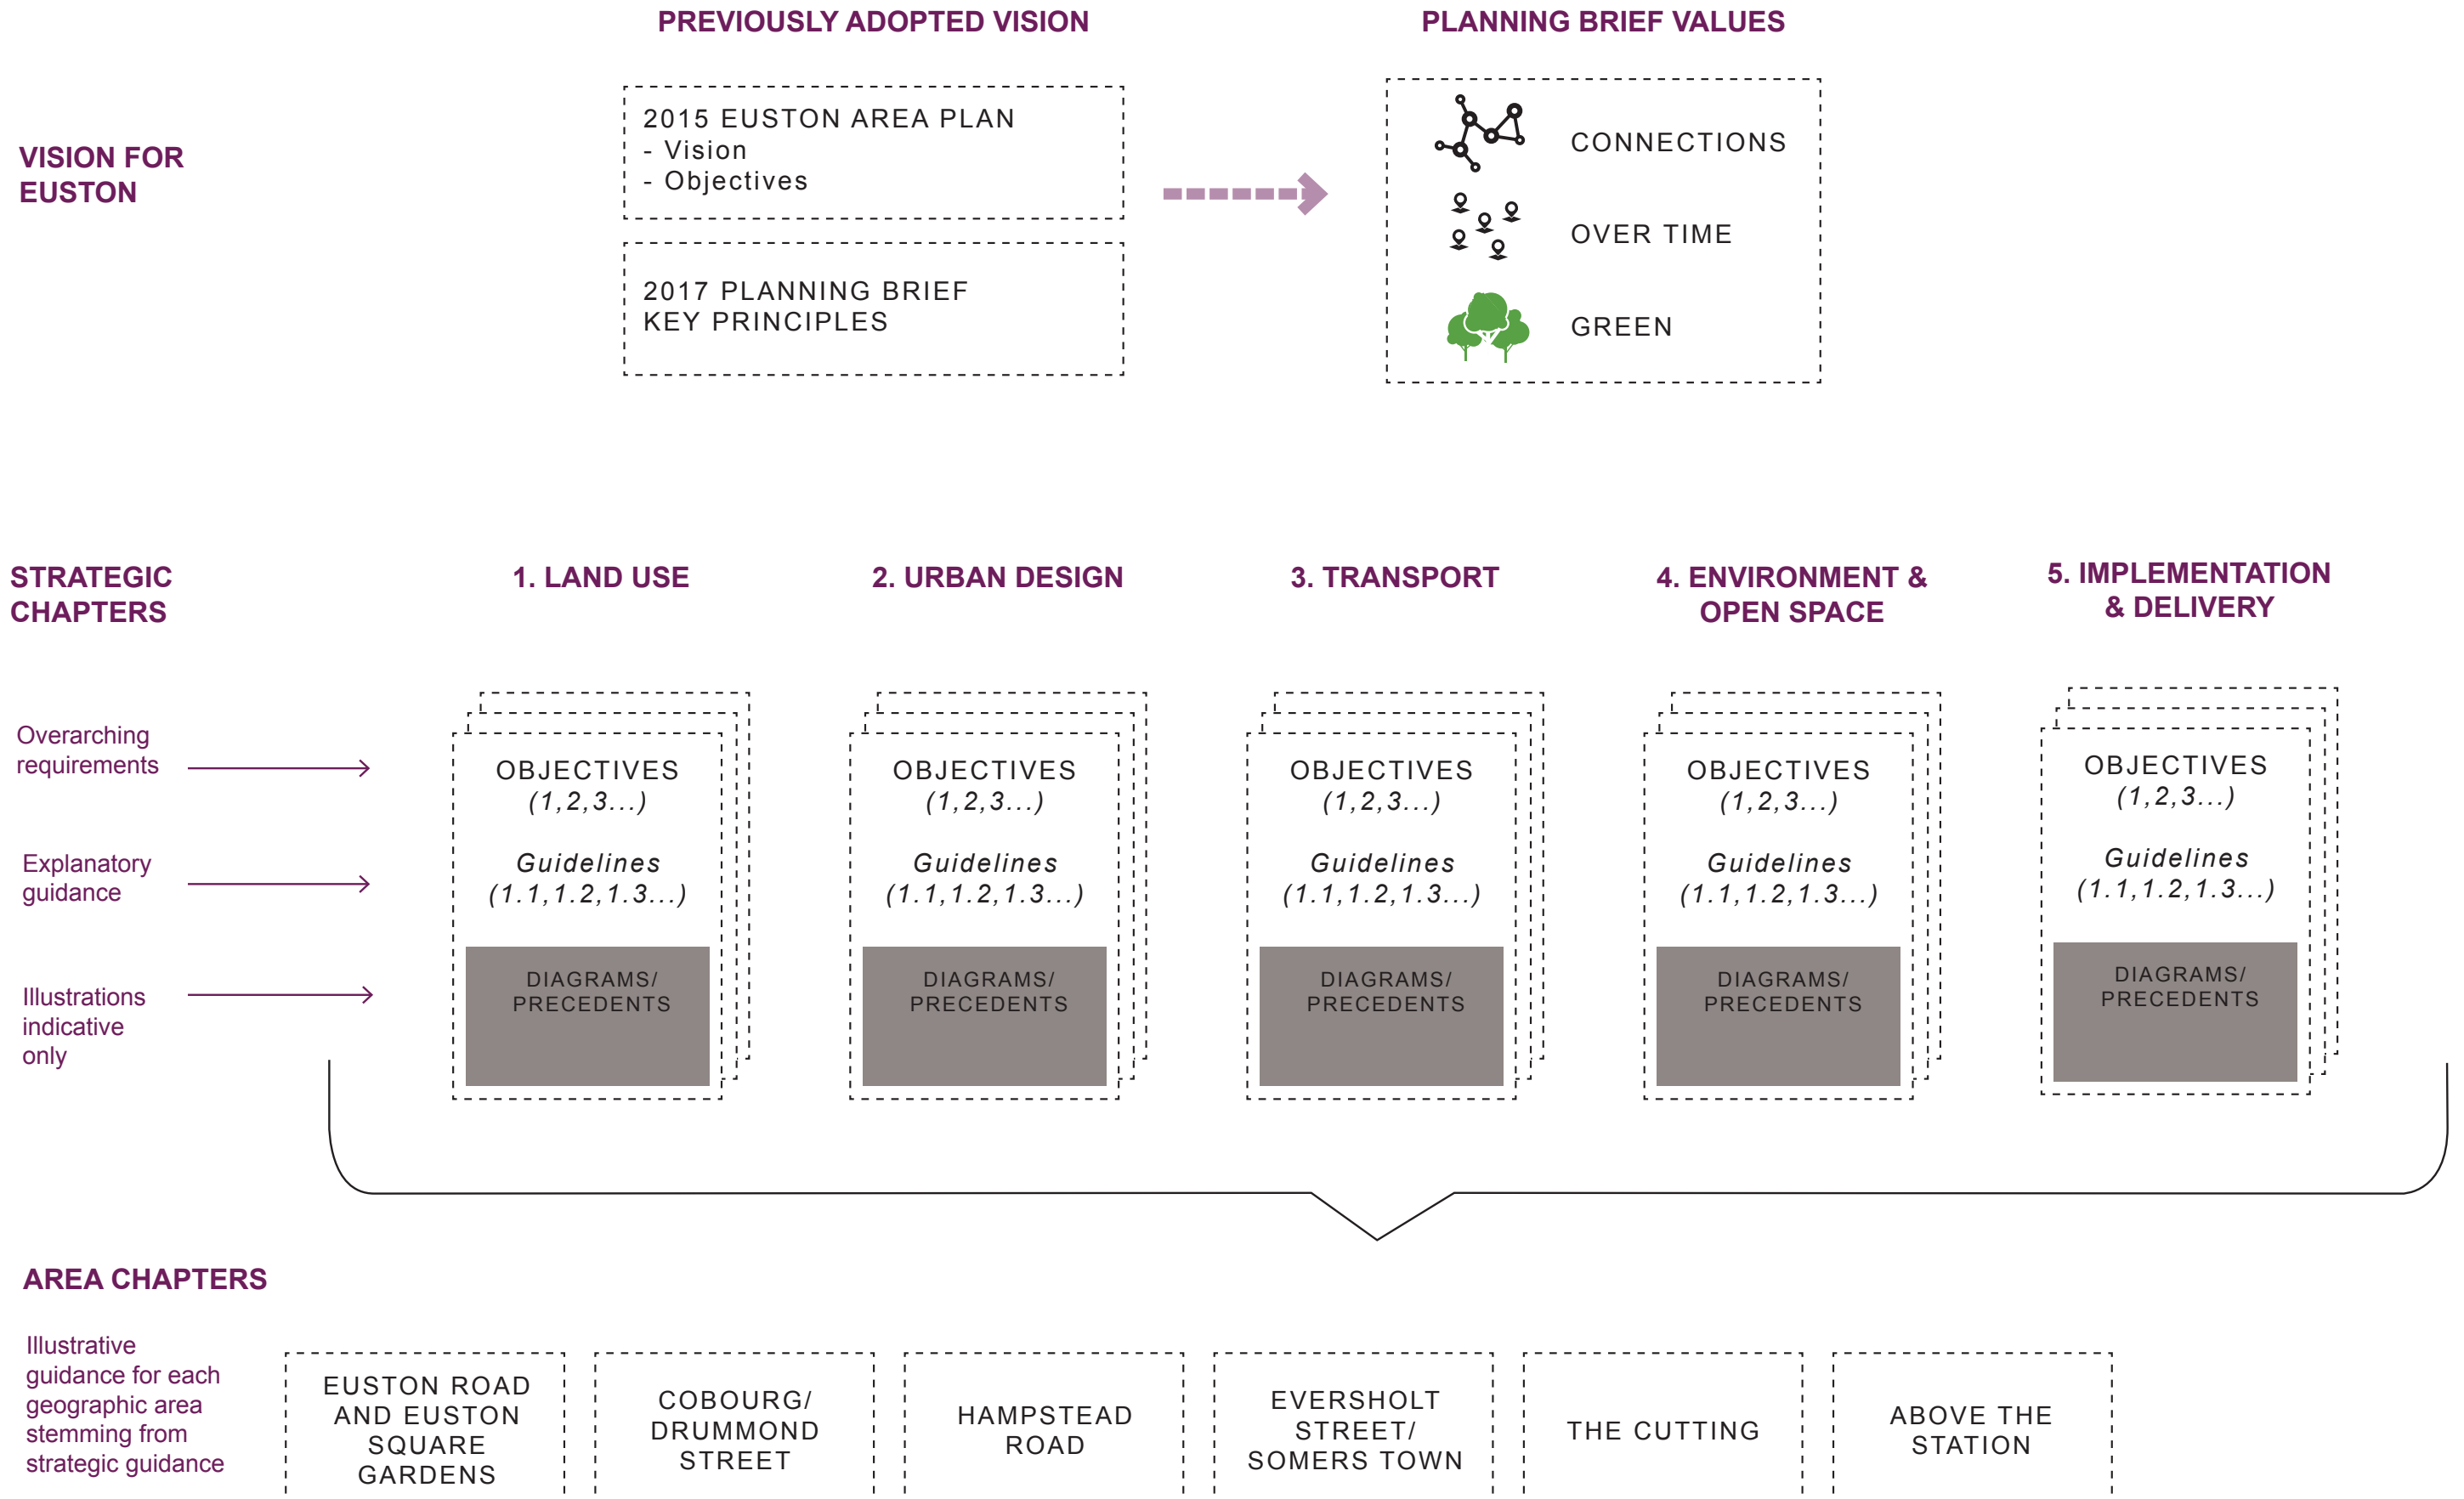 PREVIOUSLY ADOPTED VISION
PLANNING BRIEF VALUES
VISION FOR
EUSTON
2015 EUSTON AREA PLAN
- Vision
- Objectives
2017 PLANNING BRIEF
KEY PRINCIPLES
CONNECTIONS
OVER TIME
GREEN
STRATEGIC
CHAPTERS
1. LAND USE
2. URBAN DESIGN
3. TRANSPORT
4. ENVIRONMENT &
OPEN SPACE
5. IMPLEMENTATION
& DELIVERY
Overarching
requirements
Explanatory
guidance
Illustrations
indicative
only
OBJECTIVES
(1,2,3...)
Guidelines
(1.1,1.2,1.3...)
DIAGRAMS/
PRECEDENTS
OBJECTIVES
(1,2,3...)
Guidelines
(1.1,1.2,1.3...)
DIAGRAMS/
PRECEDENTS
OBJECTIVES
(1,2,3...)
Guidelines
(1.1,1.2,1.3...)
DIAGRAMS/
PRECEDENTS
OBJECTIVES
(1,2,3...)
Guidelines
(1.1,1.2,1.3...)
DIAGRAMS/
PRECEDENTS
OBJECTIVES
(1,2,3...)
Guidelines
(1.1,1.2,1.3...)
DIAGRAMS/
PRECEDENTS
AREA CHAPTERS
Illustrative
guidance for each
geographic area
stemming from
strategic guidance
EUSTON ROAD
AND EUSTON
SQUARE
GARDENS
COBOURG/
DRUMMOND
STREET
HAMPSTEAD
ROAD
EVERSHOLT
STREET/
SOMERS TOWN
THE CUTTING
ABOVE THE
STATION